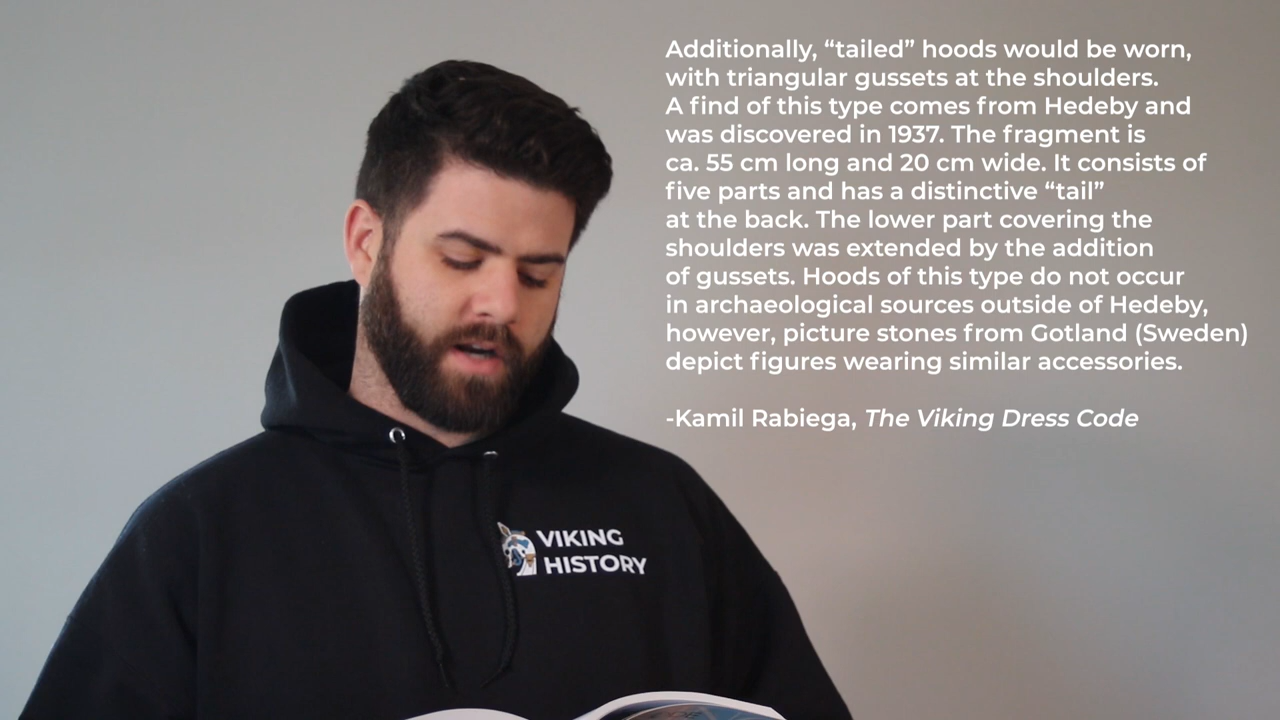 Additionally, “tailed” hoods would be worn,
with triangular gussets at the shoulders.
A find of this type comes from Hedeby and
was discovered in 1937. The fragment is
ca. 55 cm long and 20 cm wide. It consists of
five parts and has a distinctive “tail”
at the back. The lower part covering the
shoulders was extended by the addition
of gussets. Hoods of this type do not occur
in archaeological sources outside of Hedeby,
however, picture stones from Gotland (Sweden)
depict figures wearing similar accessories.
-Kamil Rabiega, The Viking Dress Code
VIKING
HISTORY